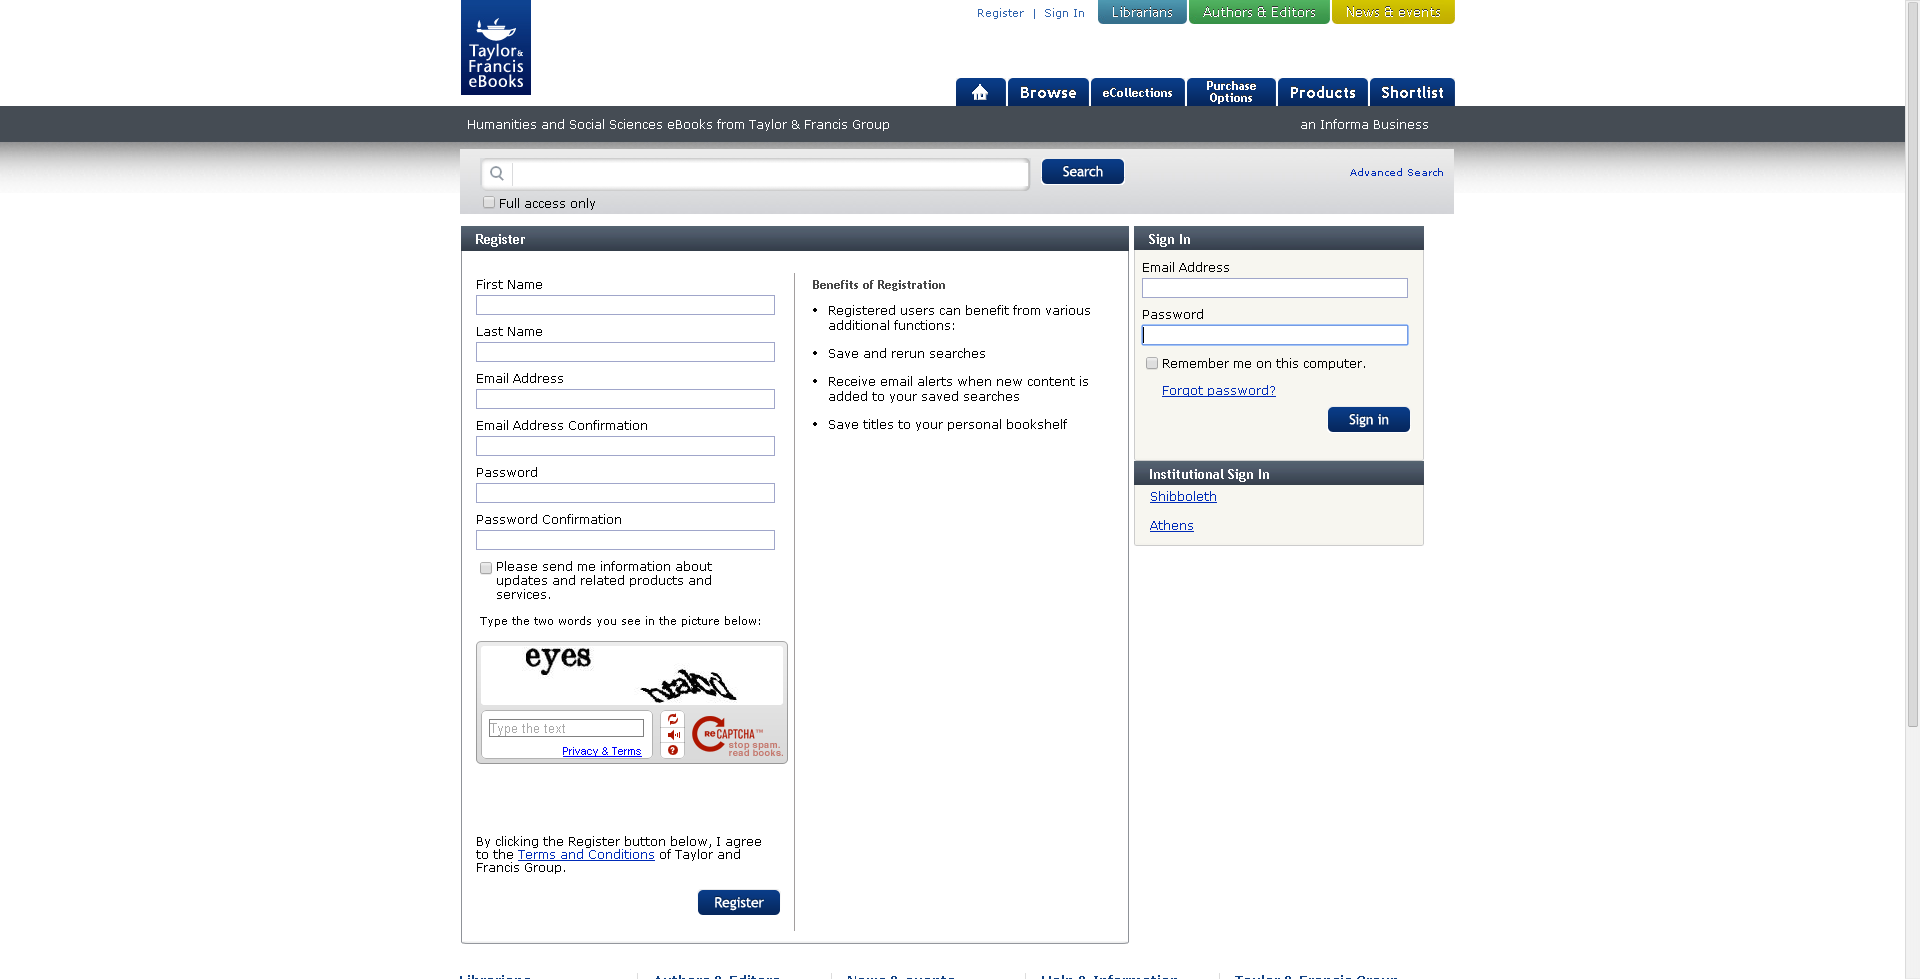 Taylor &
Francis
eBooks
Register | Sign In
Librarians
Authors & Editors
News & events
Browse
eCollections
Purchase
Options
Products
Shortlist
Humanities and Social Sciences eBooks from Taylor & Francis Group
an Informa Business
Search
Advanced Search
Full access only
Register
First Name
Last Name
Email Address
Email Address Confirmation
Password
Password Confirmation
Please send me information about
updates and related products and
services.
Type the two words you see in the picture below:
eyes
Type the text
Privacy & Terms
reCAPTCHA™
stop spam.
read books.
By clicking the Register button below, I agree
to the Terms and Conditions of Taylor and
Francis Group.
Register
Benefits of Registration
• Registered users can benefit from various
additional functions:
• Save and rerun searches
• Receive email alerts when new content is
added to your saved searches
• Save titles to your personal bookshelf
Sign In
Email Address
Password
Remember me on this computer.
Forgot password?
Sign in
Institutional Sign In
Shibboleth
Athens
Librarians
Authors & Editors
News & events
Help & Information
Taylor & Francis Group